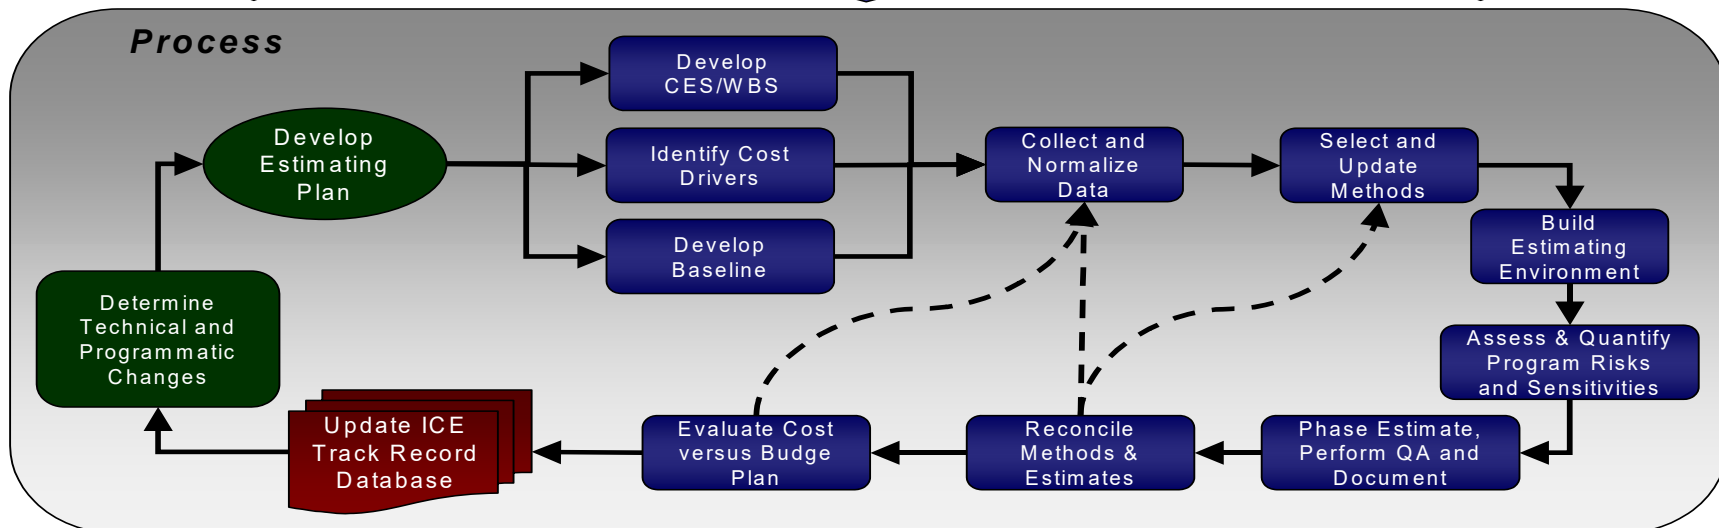 Process
Develop
CES/WBS
Develop
Estimating
Plan
Identify Cost
Drivers
Develop
Baseline
Collect and
Normalize
Data
Select and
Update
Methods
Build
Estimating
Environment
Assess & Quantify
Program Risks
and Sensitivities
Phase Estimate,
Perform QA and
Document
Reconcile
Methods &
Estimates
Evaluate Cost
versus Budge
Plan
Update ICE
Track Record
Database
Determine
Technical and
Programmatic
Changes